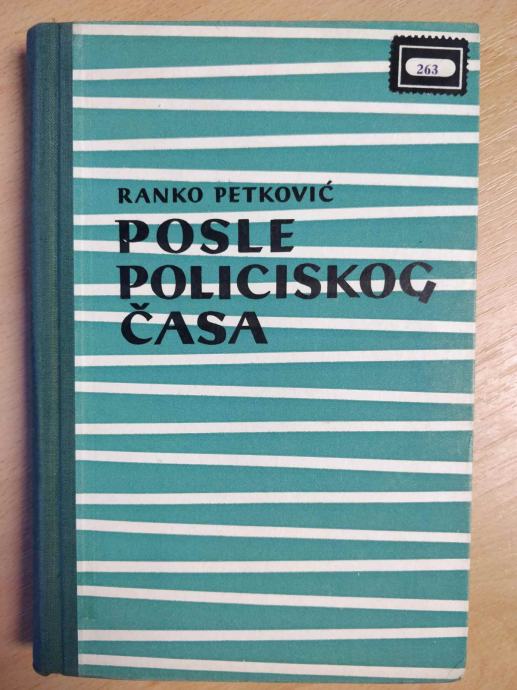 263
RANKO PETKOVIĆ
POSLE
POLICISKOG
ČASA